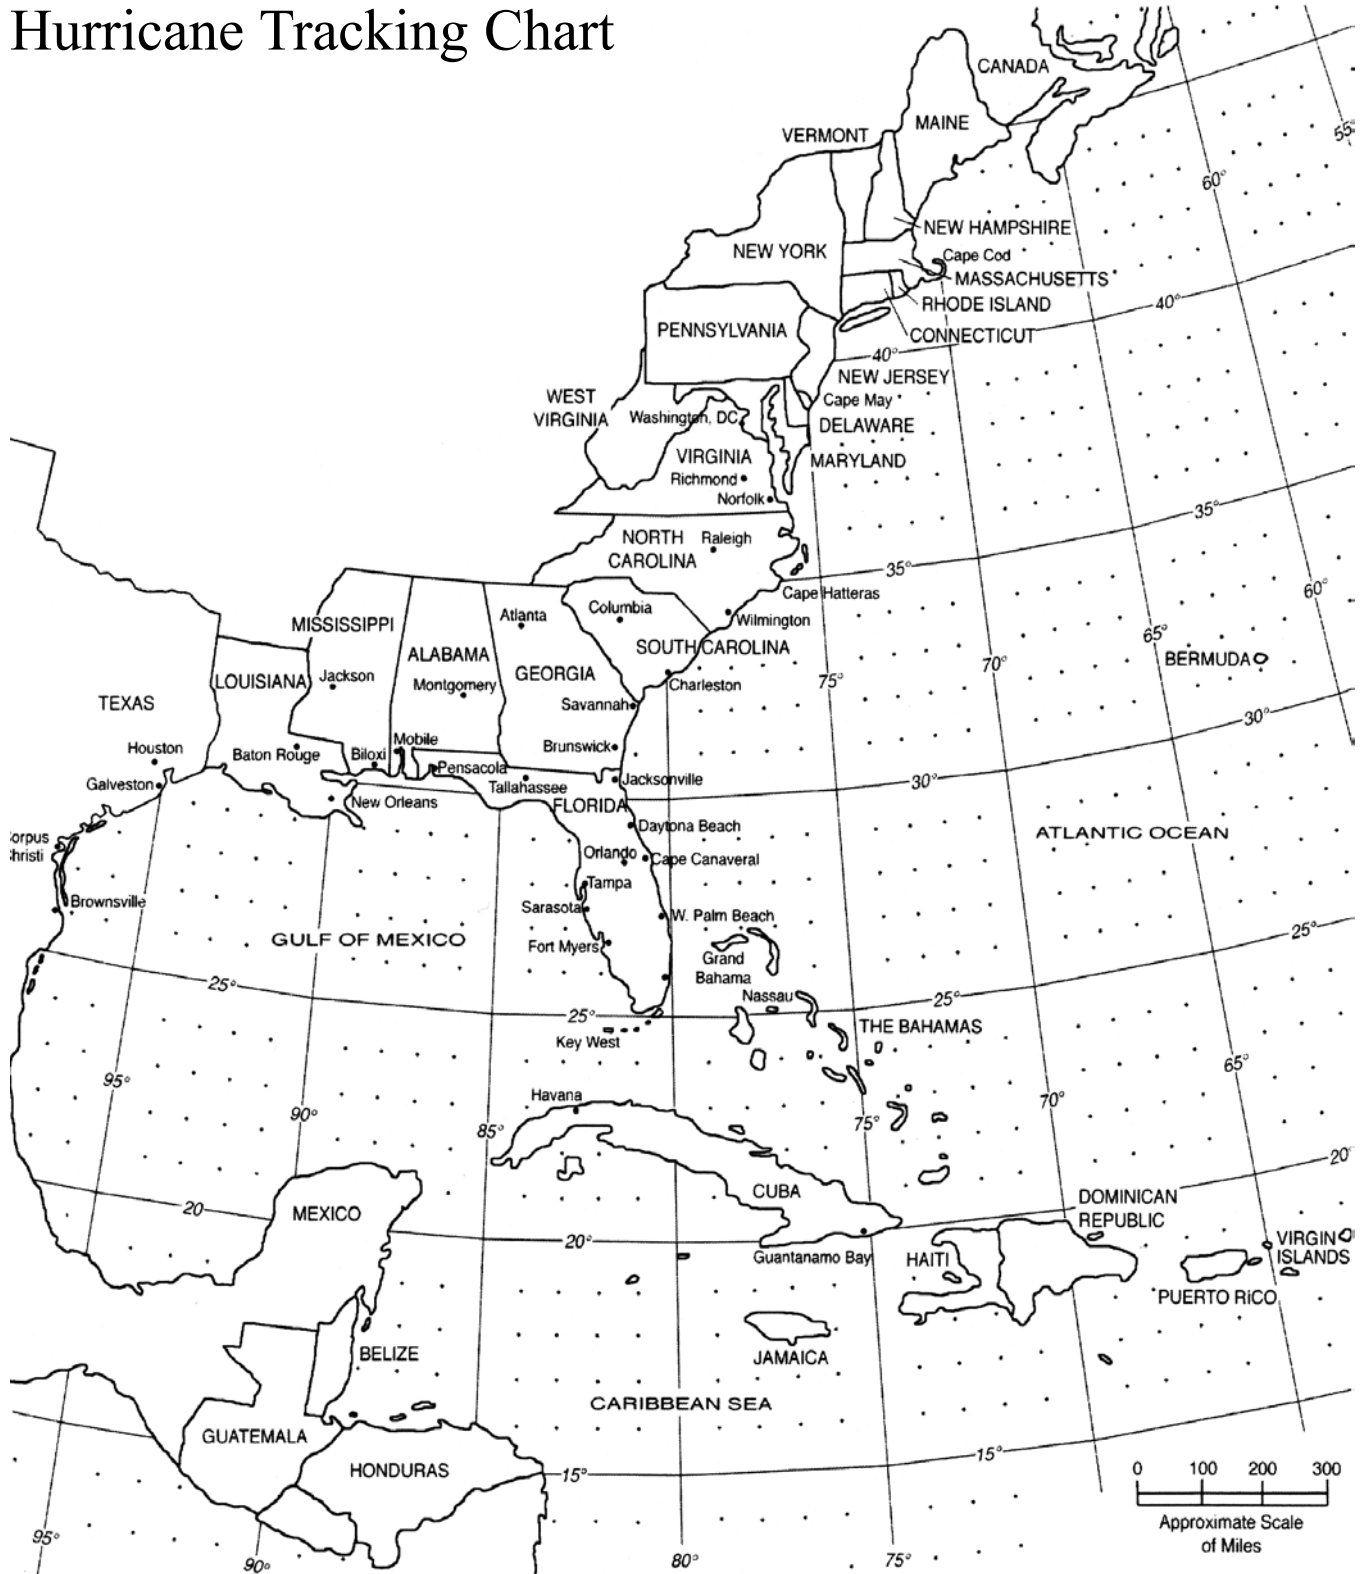 Hurricane Tracking Chart
CANADA
MAINE
VERMONT
55°
60°
NEW HAMPSHIRE
NEW YORK
Cape Cod
MASSACHUSETTS
RHODE ISLAND
40°
PENNSYLVANIA
CONNECTICUT
40°
NEW JERSEY
WEST
VIRGINIA
Cape May
Washington, DC
DELAWARE
VIRGINIA
MARYLAND
Richmond
Norfolk
35°
NORTH
CAROLINA
Raleigh
35°
Cape Hatteras
60°
Atlanta
Columbia
Wilmington
MISSISSIPPI
65°
SOUTH CAROLINA
ALABAMA
BERMUDA
70°
GEORGIA
Jackson
LOUISIANA
75°
Montgomery
Charleston
TEXAS
Savannah
30°
Houston
Baton Rouge
Biloxi
Mobile
Brunswick
Pensacola
Jacksonville
30°
Galveston
Tallahassee
New Orleans
FLORIDA
Daytona Beach
ATLANTIC OCEAN
orpus
hristi
Orlando
Cape Canaveral
Tampa
Brownsville
Sarasota
W. Palm Beach
25°
GULF OF MEXICO
Fort Myers
Grand
Bahama
25°
Nassau
25°
25°
THE BAHAMAS
Key West
65°
95°
Havana
70°
90°
85°
75°
20°
CUBA
DOMINICAN
REPUBLIC
20
MEXICO
20°
Guantanamo Bay
HAITI
VIRGIN
ISLANDS
PUERTO RiCO
BELIZE
JAMAICA
CARIBBEAN SEA
GUATEMALA
15°
HONDURAS
15°
0 100 200 300
Approximate Scale
of Miles
95°
90°
80°
75°